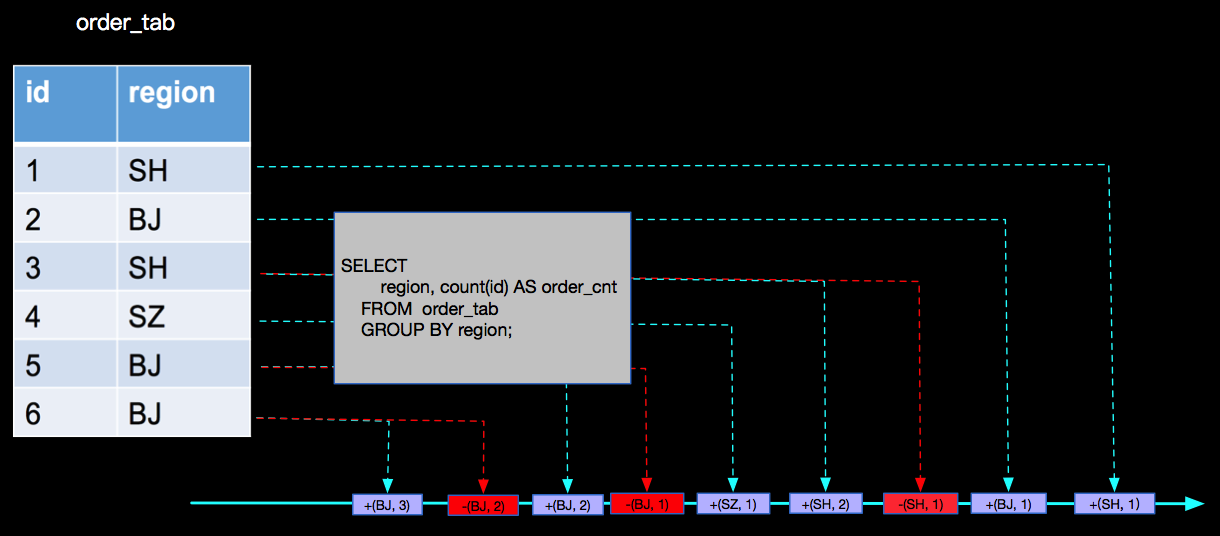 order_tab
id region
1 SH
2 BJ
3 SH
4 SZ
5 BJ
6 BJ
SELECT
region, count(id) AS order_cnt
FROM order_tab
GROUP BY region;
+(BJ, 3) -(BJ, 2) +(BJ, 2) -(BJ, 1) +(SZ, 1) +(SH, 2) -(SH, 1) +(BJ, 1) +(SH, 1)